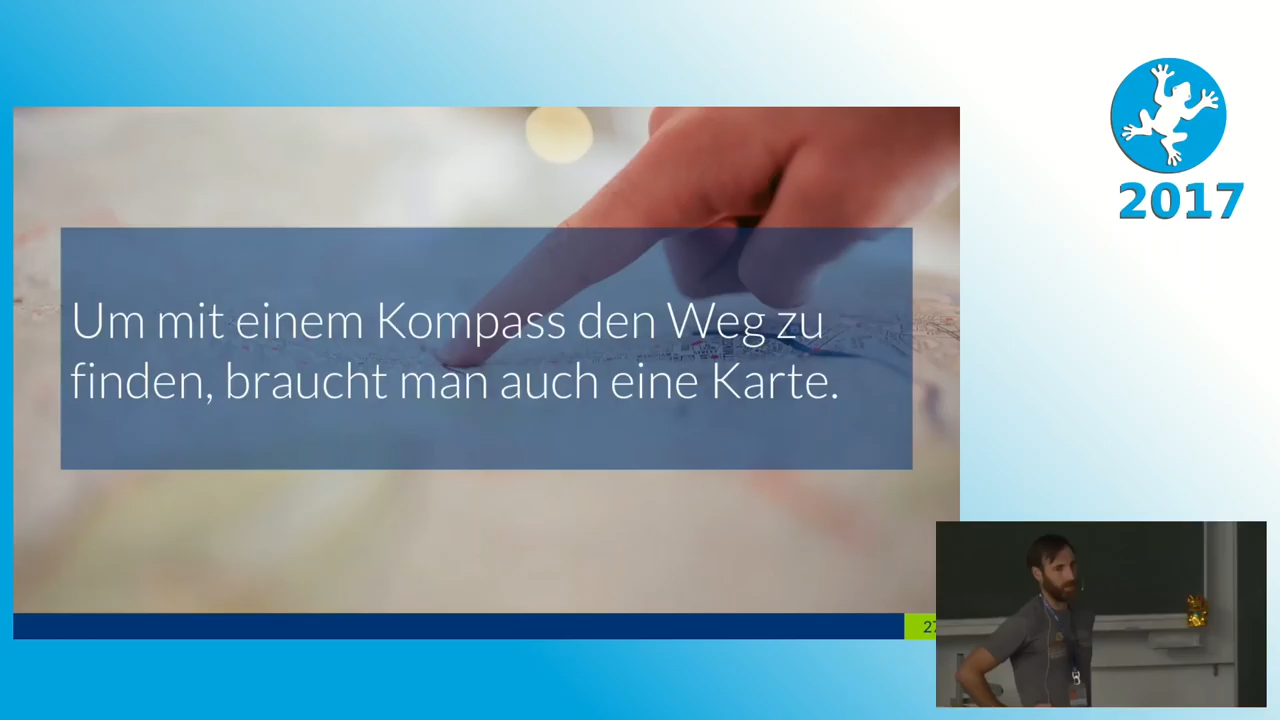 2017
Um mit einem Kompass den Weg zu
finden, braucht man auch eine Karte.